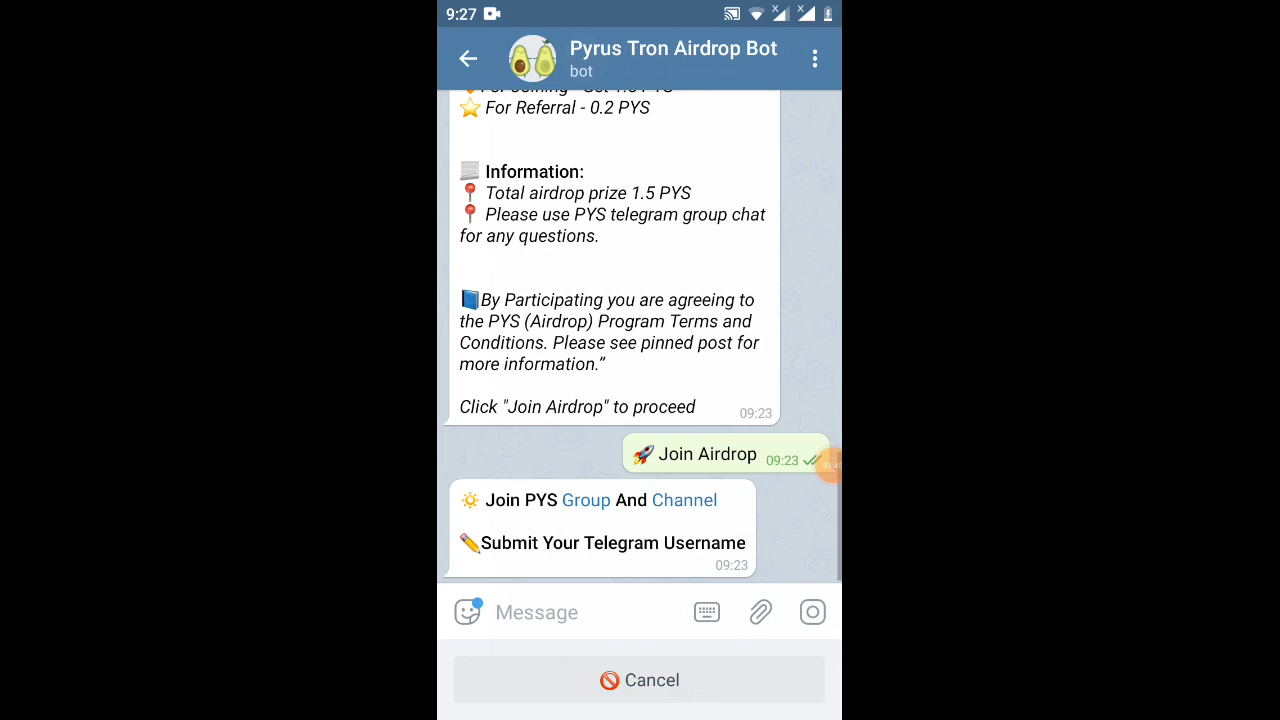 9:27
Pyrus Tron Airdrop Bot
bot
⭐ For Referral - 0.2 PYS
📃 Information:
📍 Total airdrop prize 1.5 PYS
📍 Please use PYS telegram group chat
for any questions.
📘By Participating you are agreeing to
the PYS (Airdrop) Program Terms and
Conditions. Please see pinned post for
more information.”
Click "Join Airdrop" to proceed
09:23
🚀 Join Airdrop 09:23
🔅 Join PYS Group And Channel
✏️Submit Your Telegram Username
09:23
Message
🚫 Cancel